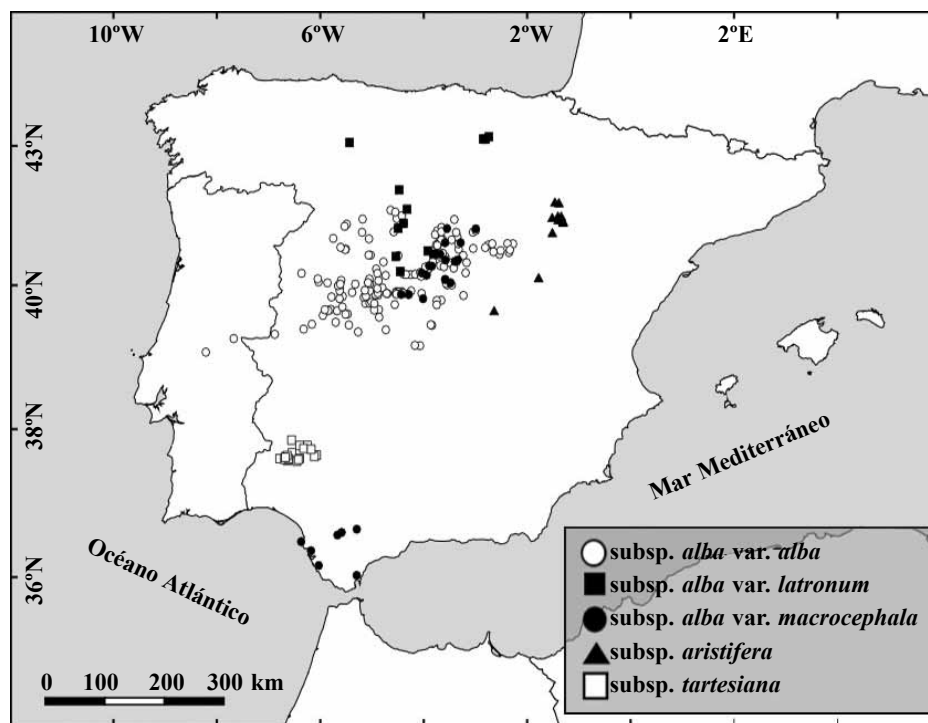 10ºW 6ºW 2ºW 2ºE
43ºN
40ºN
38ºN
36ºN
Mar Mediterráneo
Océano Atlántico
subsp. alba var. alba
subsp. alba var. latronum
subsp. alba var. macrocephala
subsp. aristifera
subsp. tartesiana
0 100 200 300 km